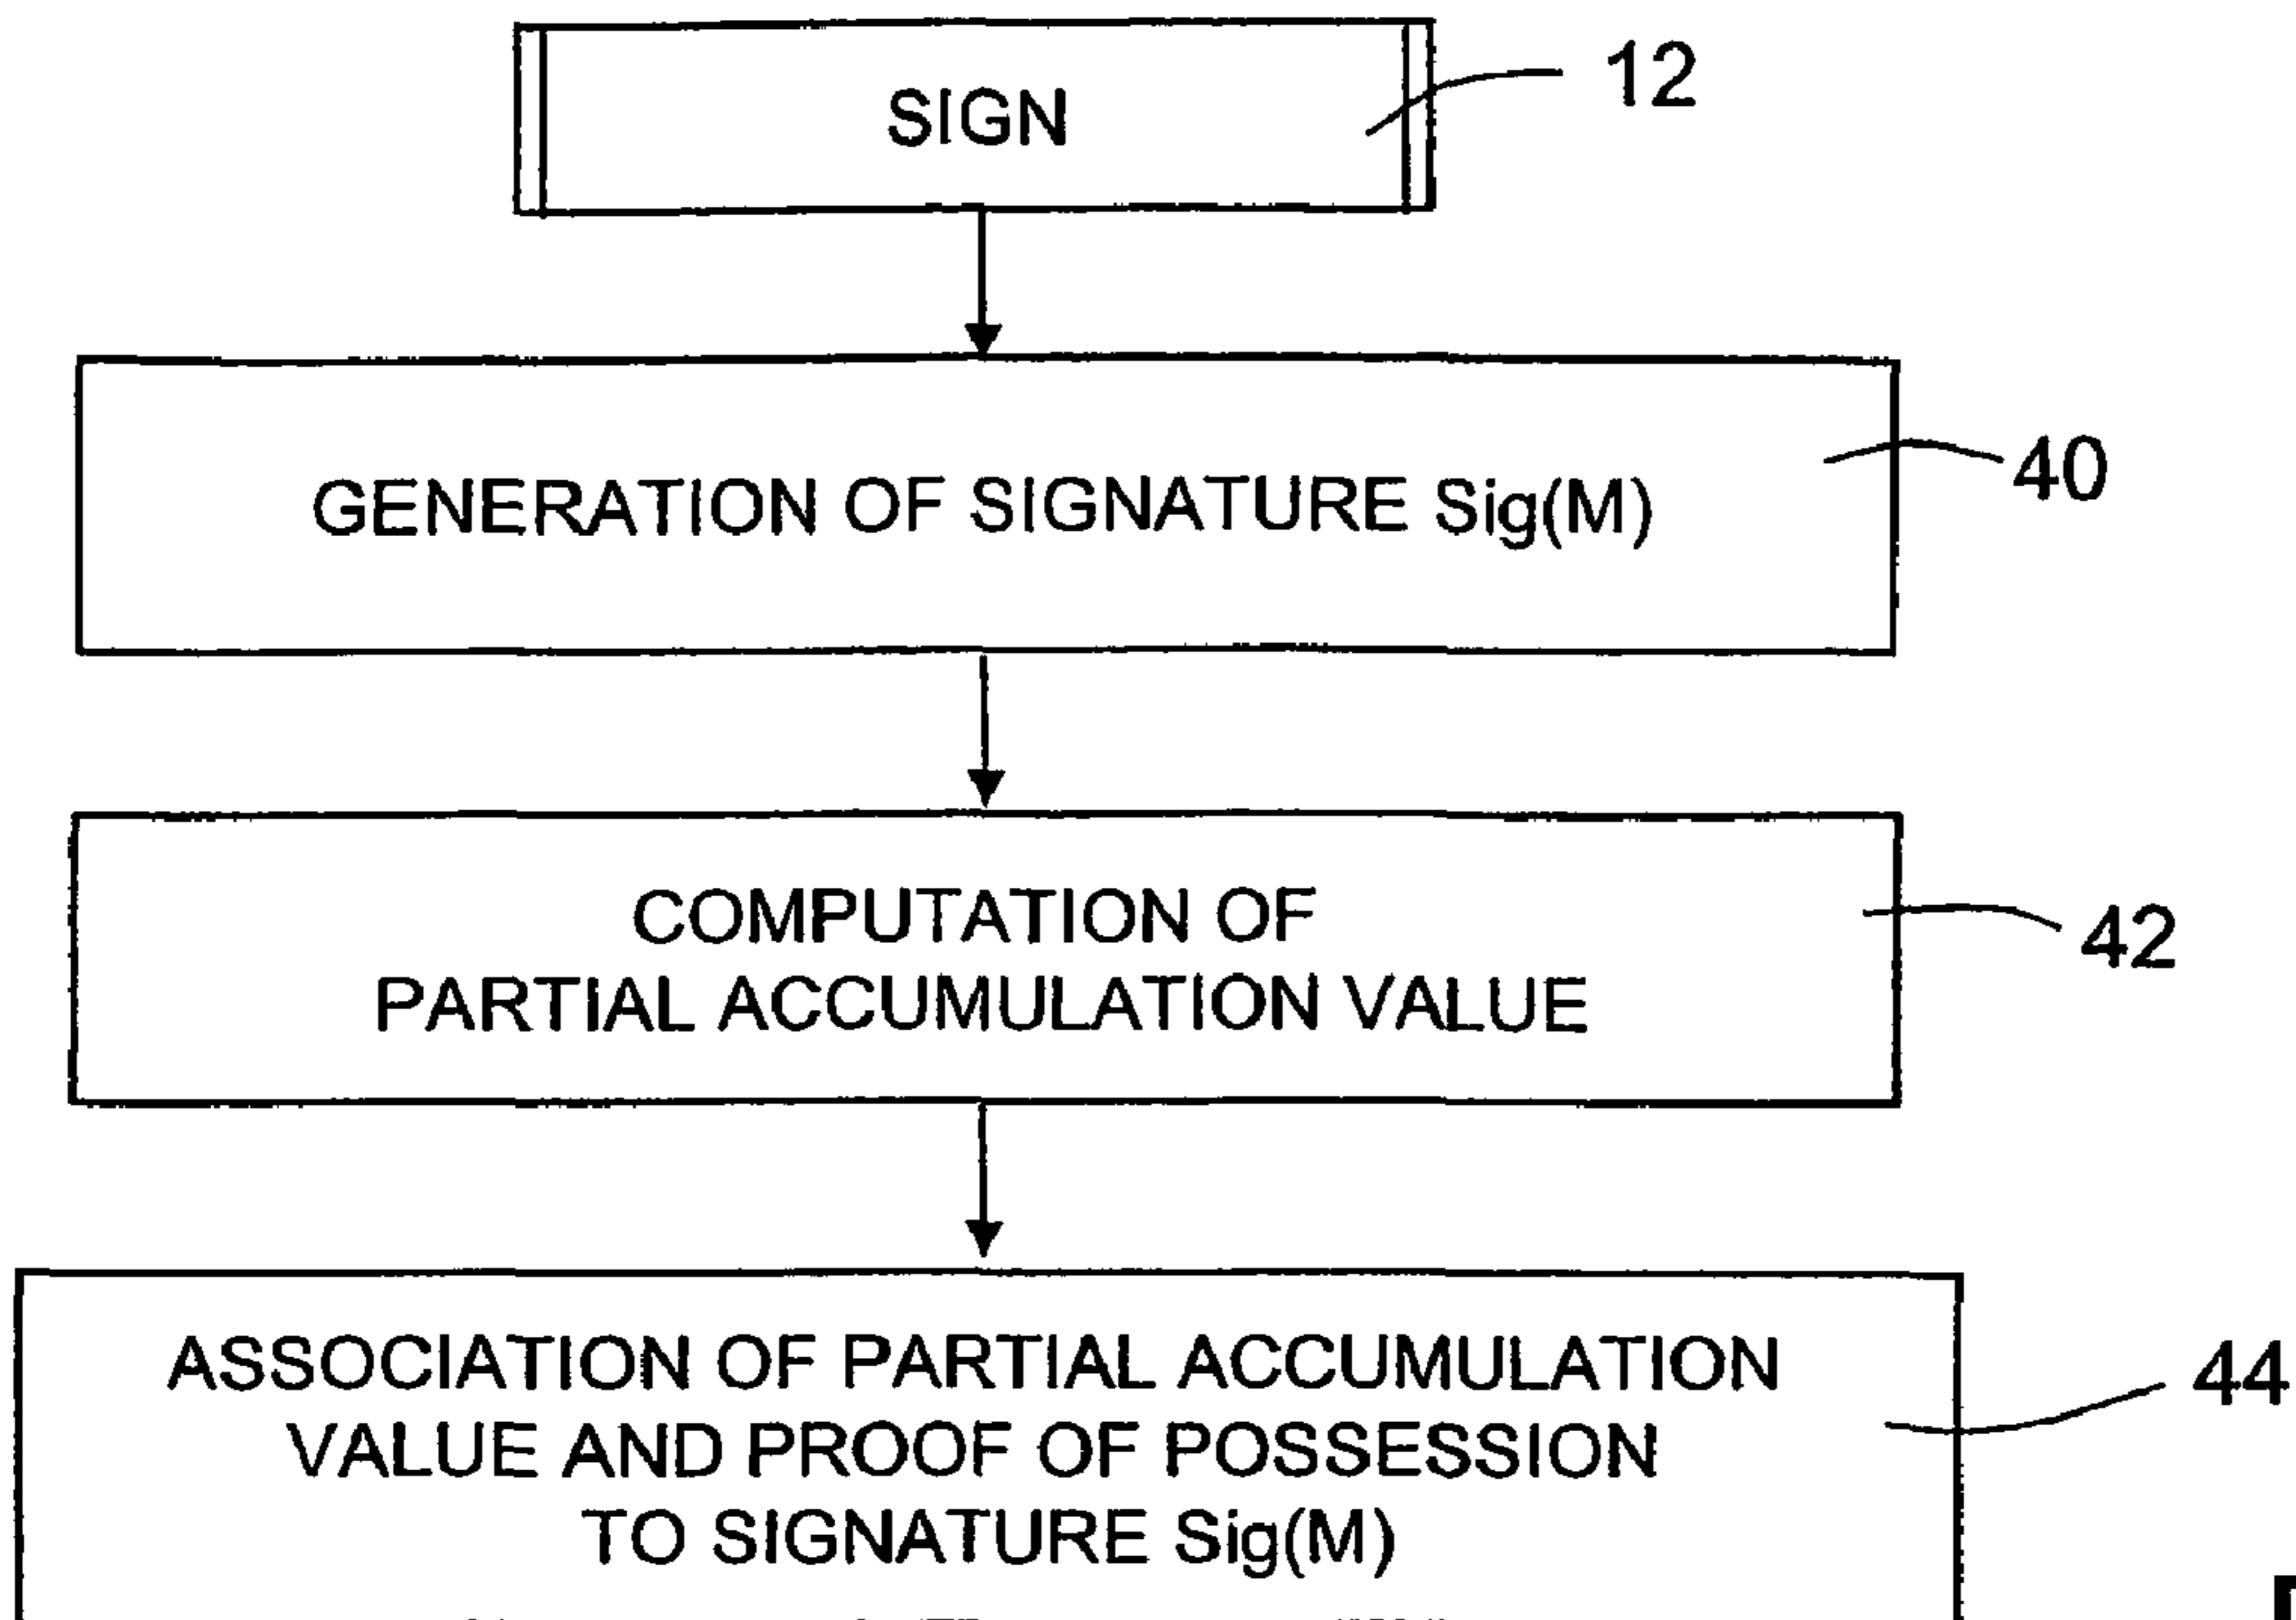 SIGN
12
GENERATION OF SIGNATURE Sig(M)
40
COMPUTATION OF
PARTIAL ACCUMULATION VALUE
42
ASSOCIATION OF PARTIAL ACCUMULATION
VALUE AND PROOF OF POSSESSION
TO SIGNATURE Sig(M)
44